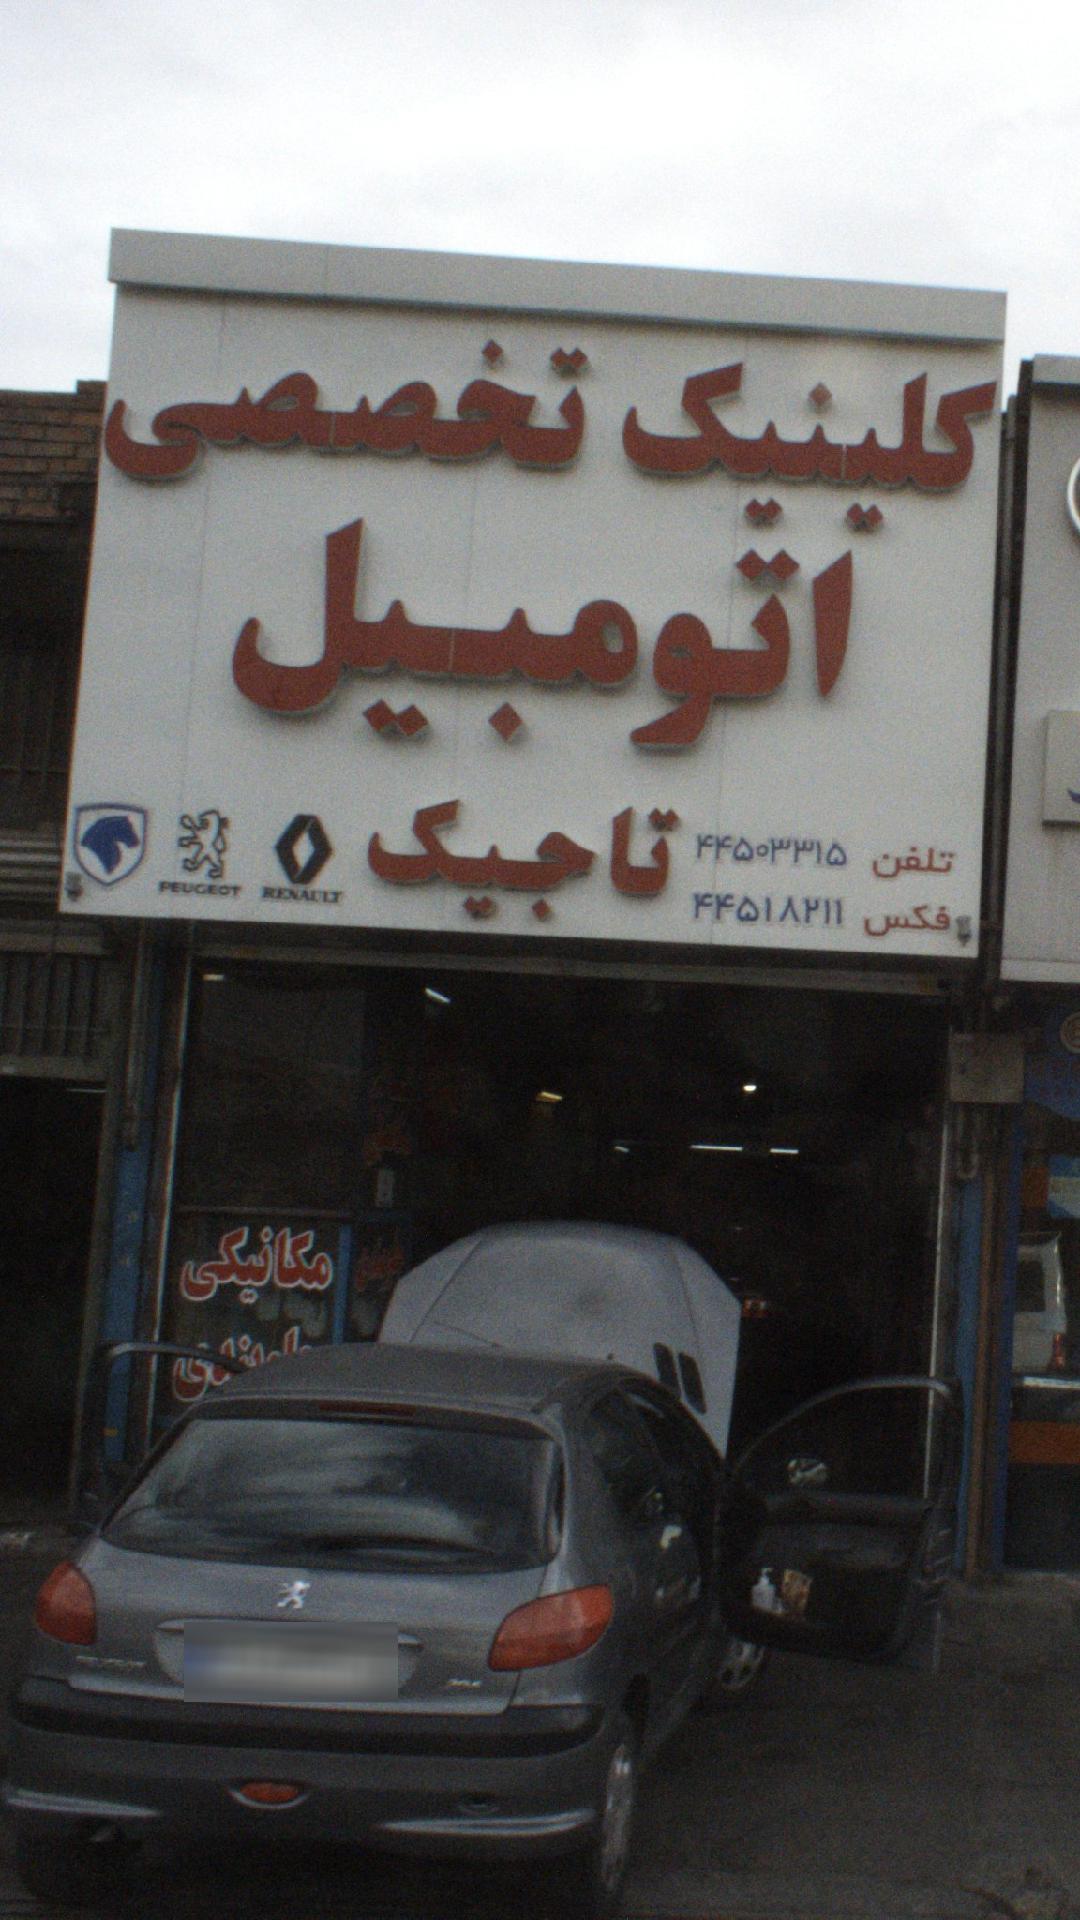 کلینیک تخصصی
اتومبیل
تاجیک
تلفن ۴۴۵۰۳۳۱۵
فکس ۴۴۵۱۸۲۱۱
PEUGEOT
RENAULT
مکانیکی